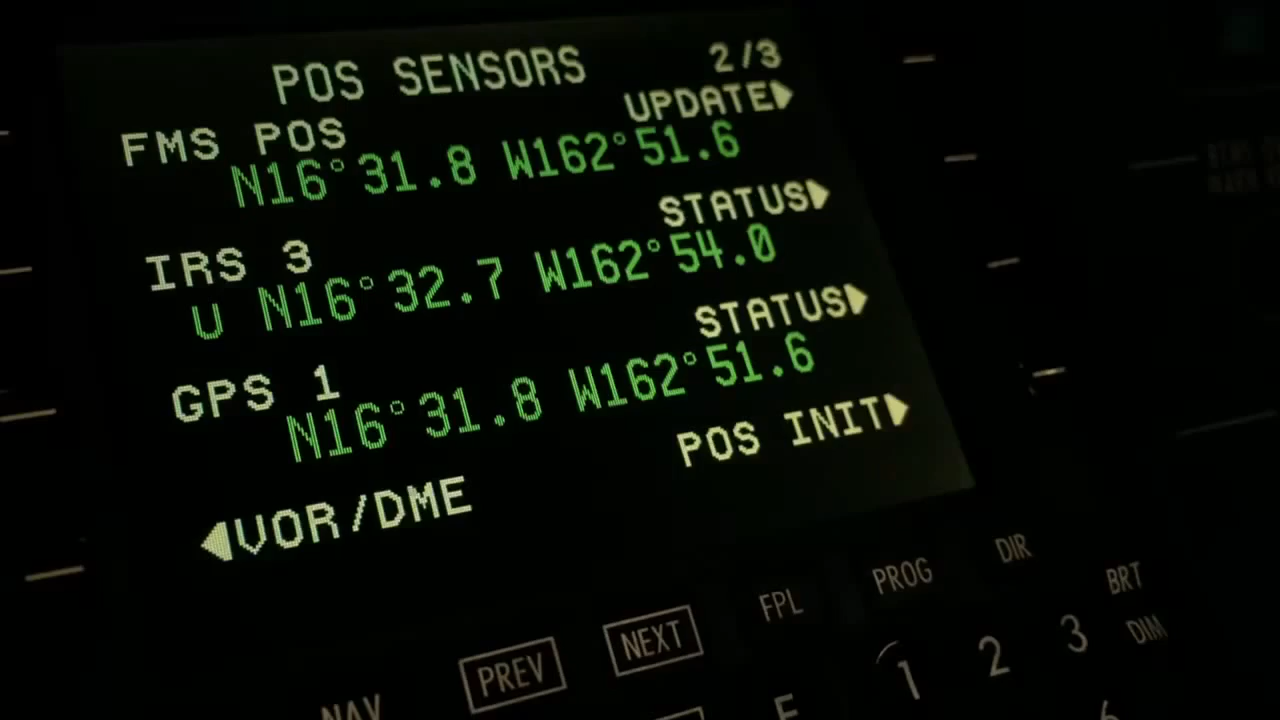 POS SENSORS 2/3
FMS POS UPDATE
N16°31.8 W162°51.6
IRS 3 STATUS
U N16°32.7 W162°54.0
GPS 1 STATUS
N16°31.8 W162°51.6
POS INIT
VOR/DME
NAV PREV NEXT FPL PROG DIR BRT
DIM
1 2 3